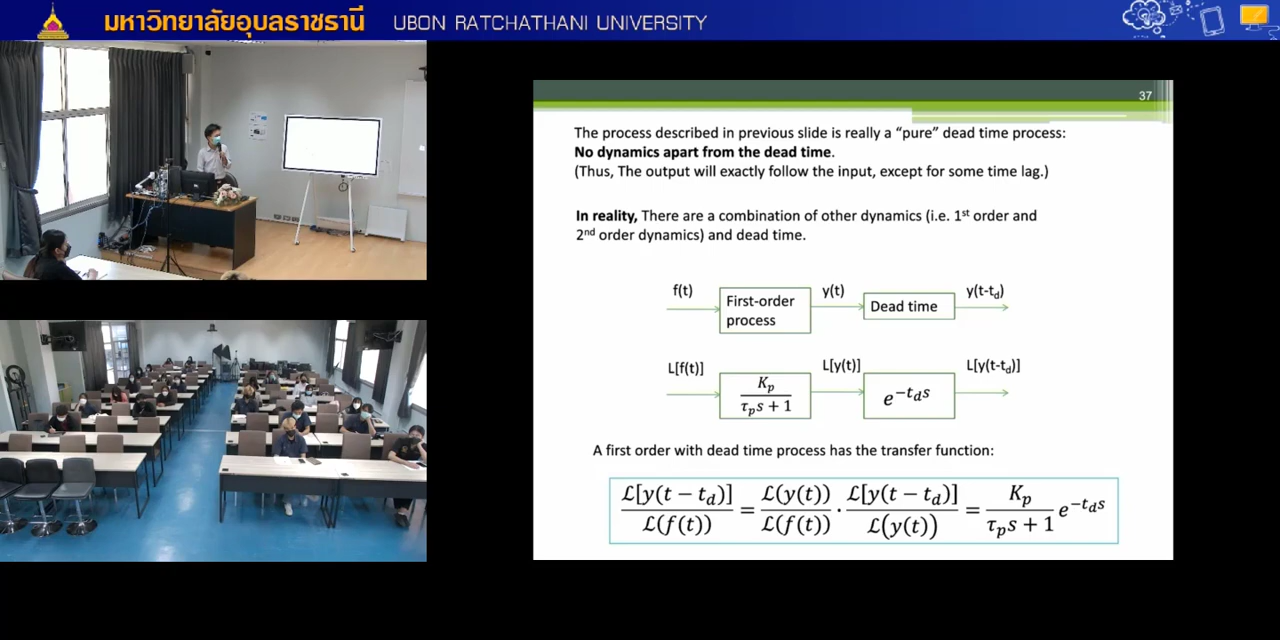 มหาวิทยาลัยอุบลราชธานี UBON RATCHATHANI UNIVERSITY
37
The process described in previous slide is really a “pure” dead time process:
No dynamics apart from the dead time.
(Thus, The output will exactly follow the input, except for some time lag.)
In reality, There are a combination of other dynamics (i.e. 1st order and
2nd order dynamics) and dead time.
f(t) y(t) y(t-td)
First-order
process
Dead time
L[f(t)] L[y(t)] L[y(t-td)]
Kp / (τp s + 1)
e^(−td s)
A first order with dead time process has the transfer function:
ℒ[y(t − td)] / ℒ(f(t)) = ℒ(y(t)) / ℒ(f(t)) · ℒ[y(t − td)] / ℒ(y(t)) = Kp / (τp s + 1) e^(−td s)